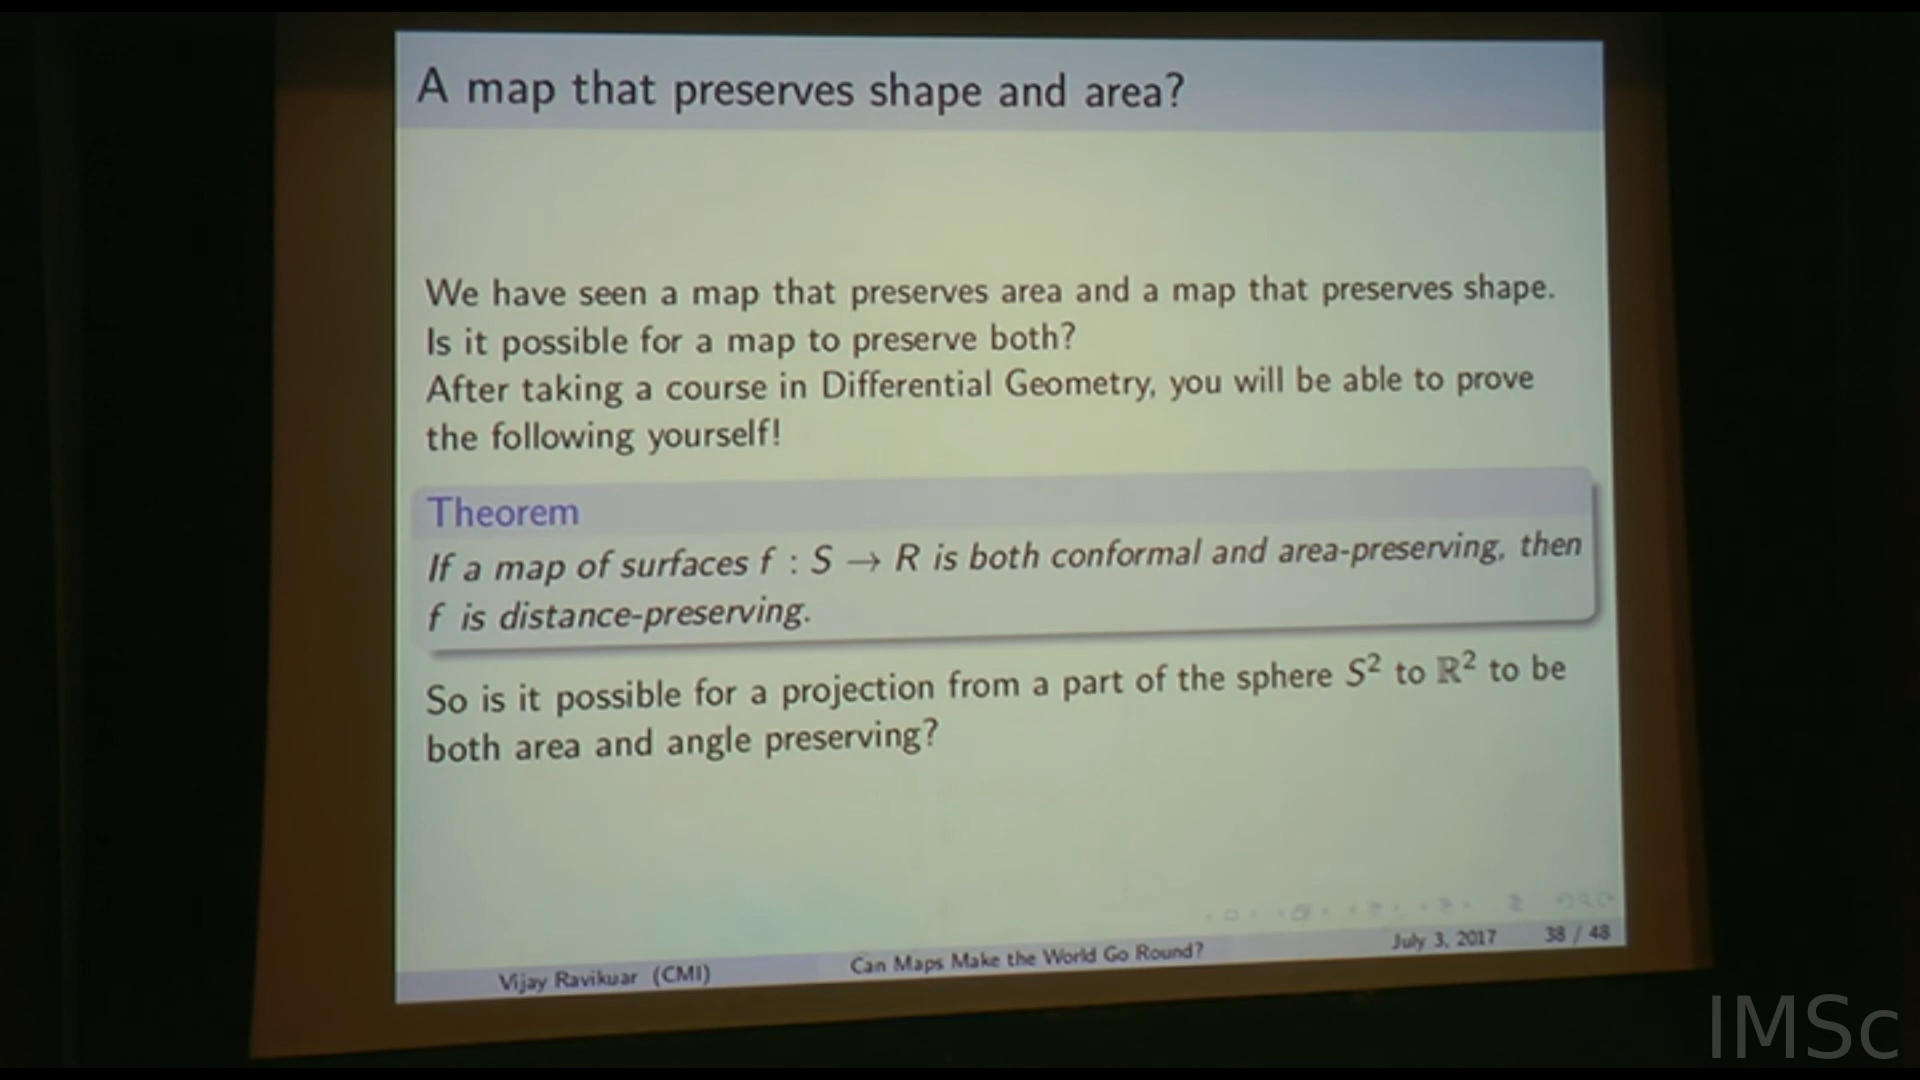 A map that preserves shape and area?
We have seen a map that preserves area and a map that preserves shape.
Is it possible for a map to preserve both?
After taking a course in Differential Geometry, you will be able to prove
the following yourself!
Theorem
If a map of surfaces f : S → R is both conformal and area-preserving, then
f is distance-preserving.
So is it possible for a projection from a part of the sphere S² to ℝ² to be
both area and angle preserving?
Vijay Ravikuar (CMI) Can Maps Make the World Go Round? July 3, 2017 38 / 48
IMSc